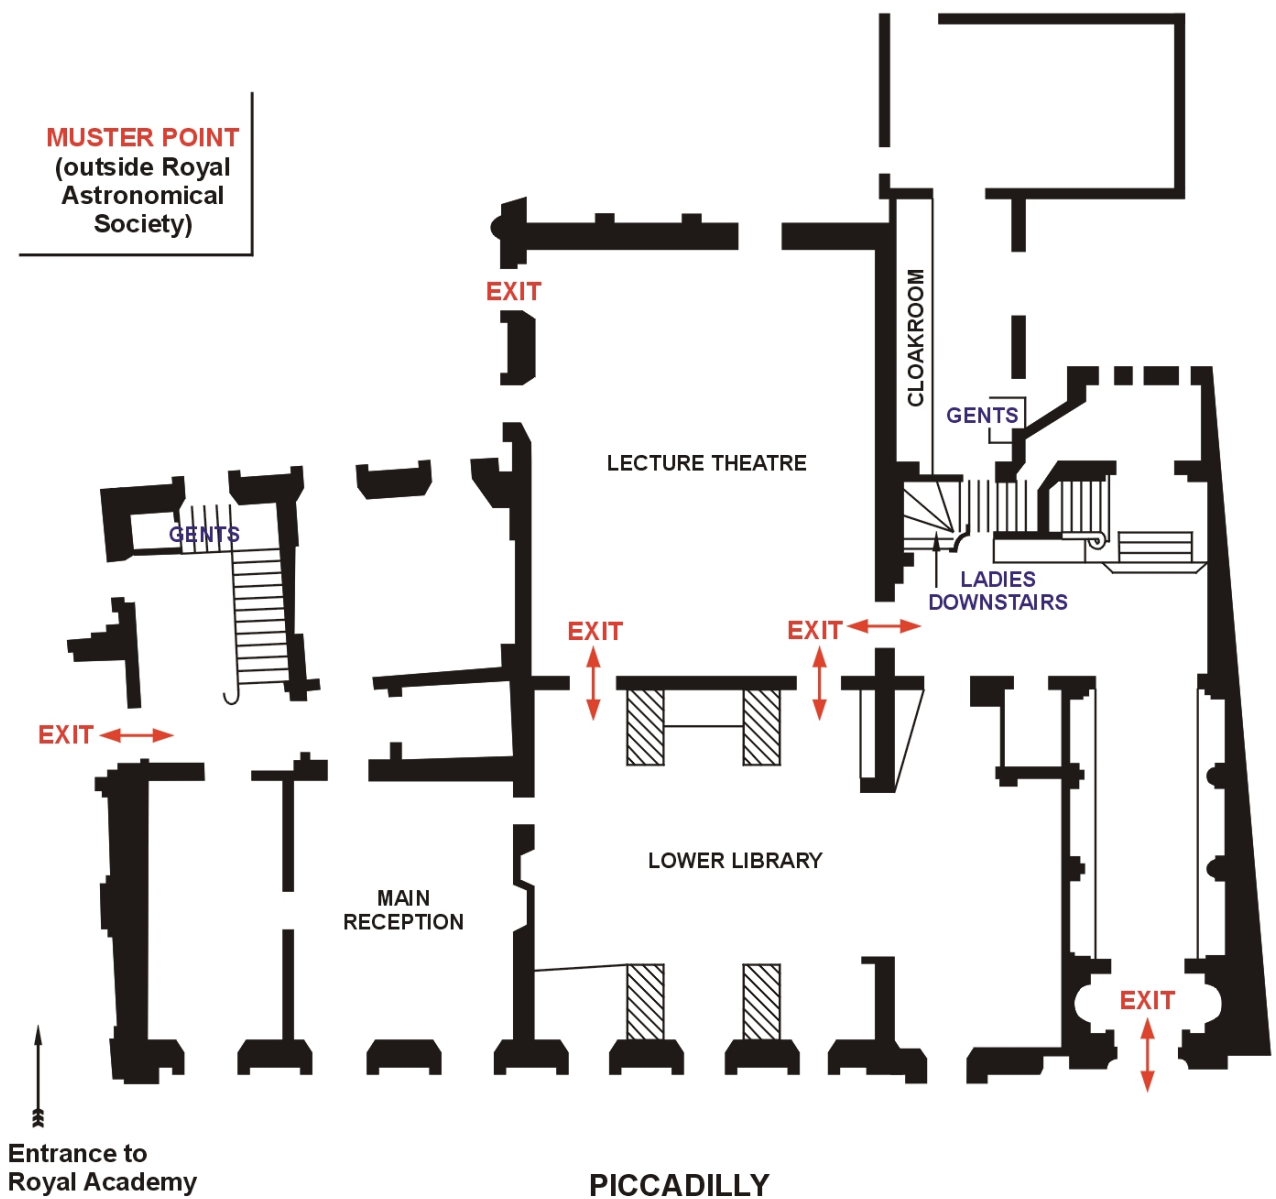 MUSTER POINT
(outside Royal
Astronomical
Society)
EXIT
CLOAKROOM
GENTS
LECTURE THEATRE
GENTS
LADIES
DOWNSTAIRS
EXIT
EXIT
EXIT
LOWER LIBRARY
MAIN
RECEPTION
EXIT
Entrance to
Royal Academy
PICCADILLY